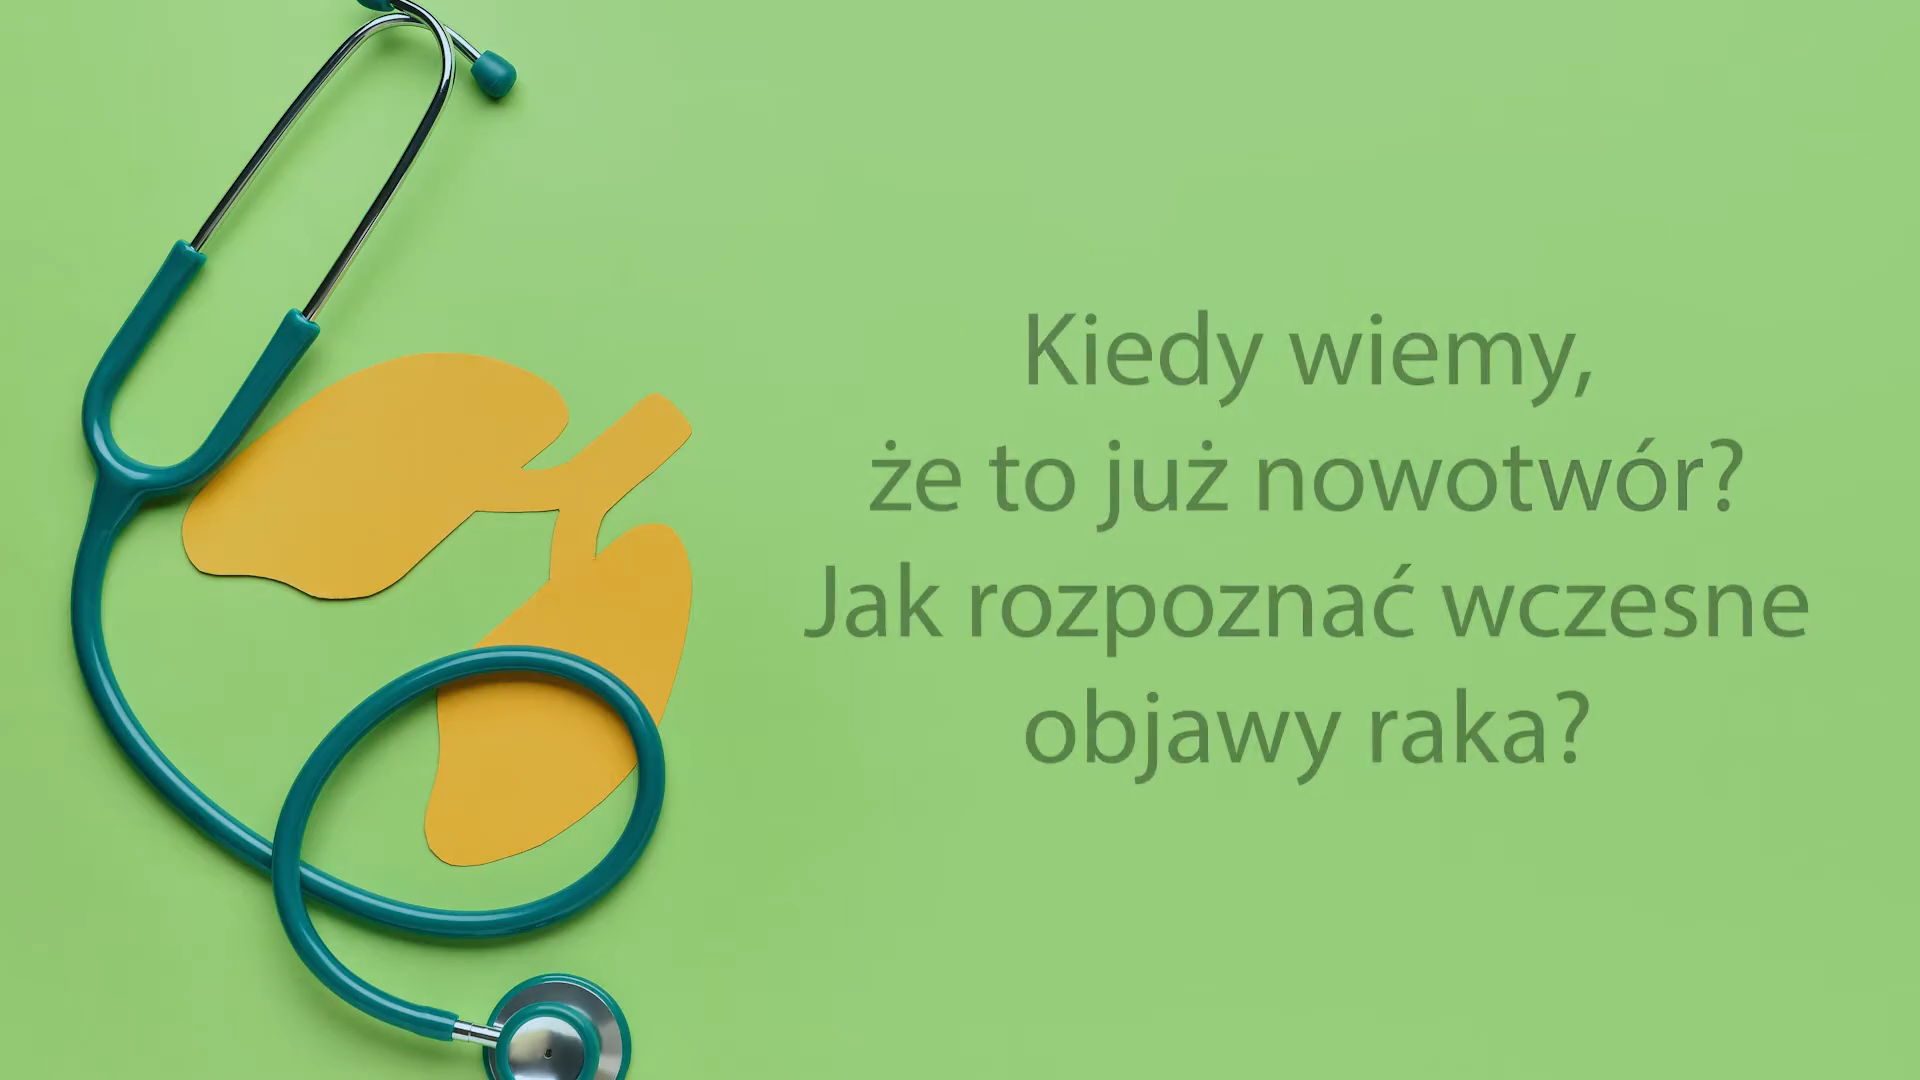 Kiedy wiemy,
że to już nowotwór?
Jak rozpoznać wczesne
objawy raka?